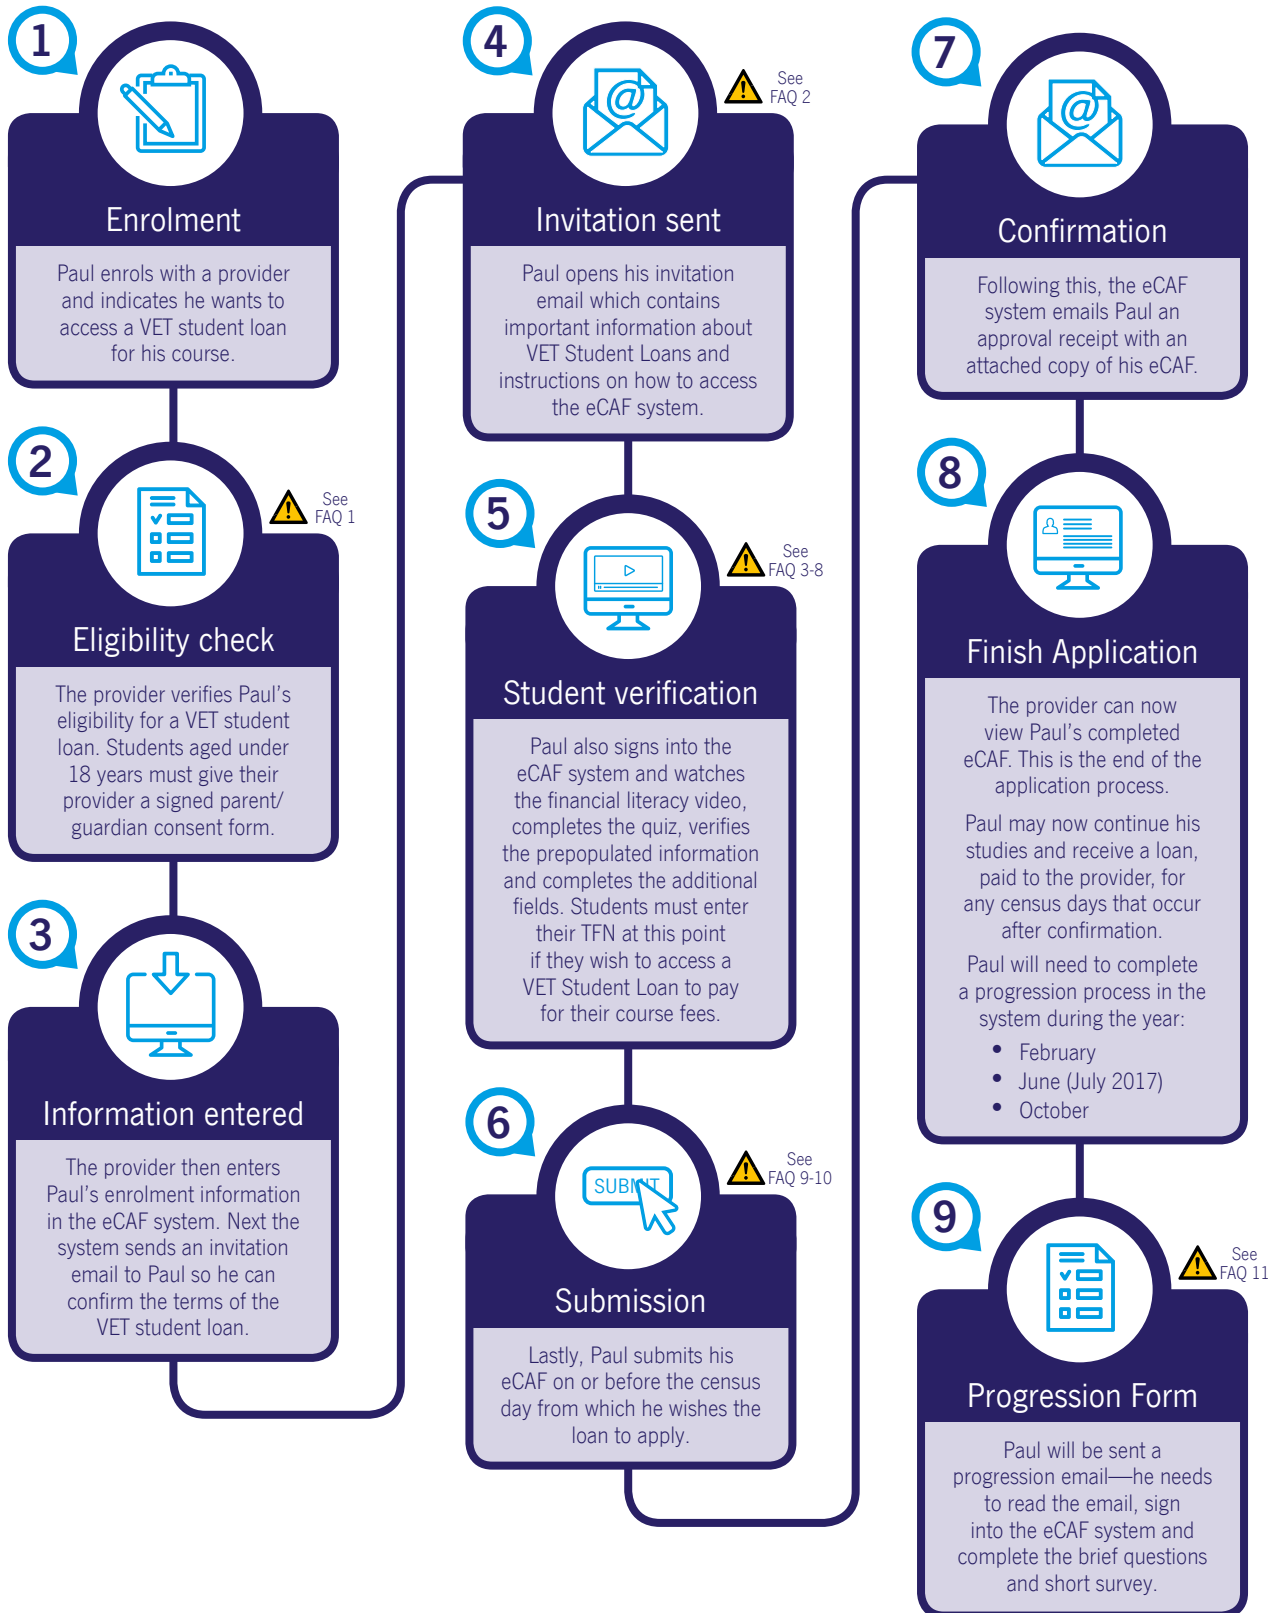 1
Enrolment
Paul enrols with a provider
and indicates he wants to
access a VET student loan
for his course.
2
See
FAQ 1
Eligibility check
The provider verifies Paul's
eligibility for a VET student
loan. Students aged under
18 years must give their
provider a signed parent/
guardian consent form.
3
Information entered
The provider then enters
Paul's enrolment information
in the eCAF system. Next the
system sends an invitation
email to Paul so he can
confirm the terms of the
VET student loan.
4
@
See
FAQ 2
Invitation sent
Paul opens his invitation
email which contains
important information about
VET Student Loans and
instructions on how to access
the eCAF system.
5
See
FAQ 3-8
Student verification
Paul also signs into the
eCAF system and watches
the financial literacy video,
completes the quiz, verifies
the prepopulated information
and completes the additional
fields. Students must enter
their TFN at this point
if they wish to access a
VET Student Loan to pay
for their course fees.
6
SUBMIT
See
FAQ 9-10
Submission
Lastly, Paul submits his
eCAF on or before the census
day from which he wishes the
loan to apply.
7
@
Confirmation
Following this, the eCAF
system emails Paul an
approval receipt with an
attached copy of his eCAF.
8
Finish Application
The provider can now
view Paul's completed
eCAF. This is the end of the
application process.
Paul may now continue his
studies and receive a loan,
paid to the provider, for
any census days that occur
after confirmation.
Paul will need to complete
a progression process in the
system during the year:
• February
• June (July 2017)
• October
9
See
FAQ 11
Progression Form
Paul will be sent a
progression email—he needs
to read the email, sign
into the eCAF system and
complete the brief questions
and short survey.